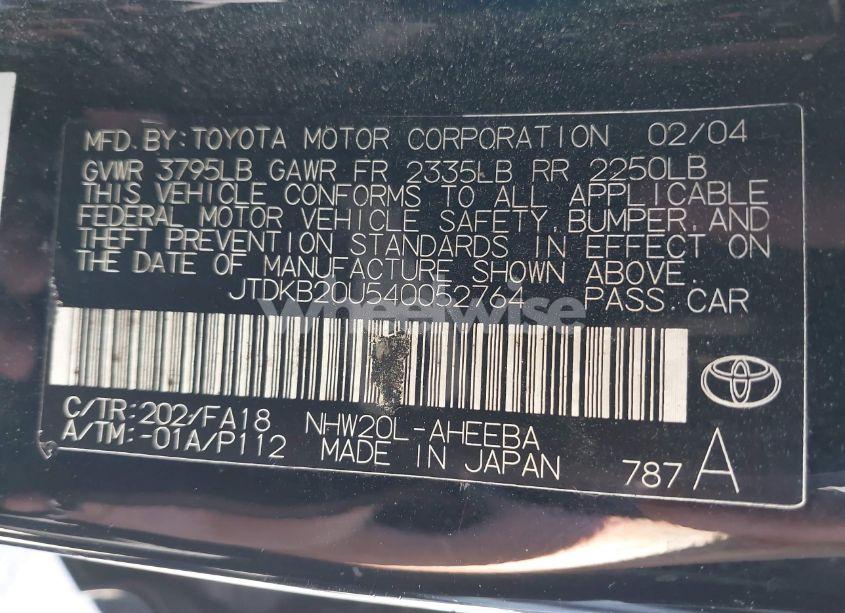 MFD. BY: TOYOTA MOTOR CORPORATION 02/04
GVWR 3795LB GAWR FR 2335LB RR 2250LB
THIS VEHICLE CONFORMS TO ALL APPLICABLE
FEDERAL MOTOR VEHICLE SAFETY, BUMPER, AND
THEFT PREVENTION STANDARDS IN EFFECT ON
THE DATE OF MANUFACTURE SHOWN ABOVE.
JTDKB20U540052764 PASS. CAR
Wheelwise
C/TR: 202/FA18 NHW20L-AHEEBA
A/TM: -01A/P112 MADE IN JAPAN 787 A